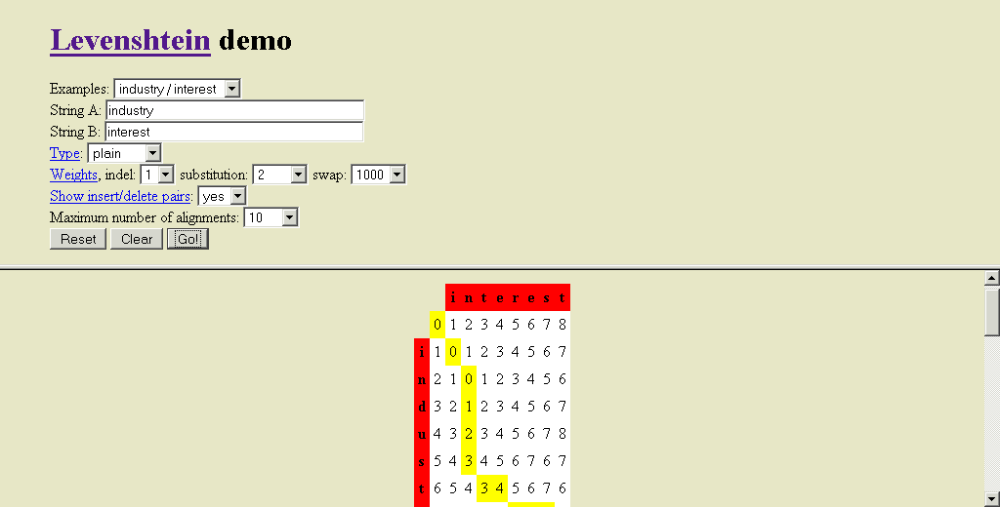 Levenshtein demo
Examples: industry / interest
String A: industry
String B: interest
Type: plain
Weights, indel: 1 substitution: 2 swap: 1000
Show insert/delete pairs: yes
Maximum number of alignments: 10
Reset Clear Go!
i n t e r e s t
0 1 2 3 4 5 6 7 8
i 1 0 1 2 3 4 5 6 7
n 2 1 0 1 2 3 4 5 6
d 3 2 1 2 3 4 5 6 7
u 4 3 2 3 4 5 6 7 8
s 5 4 3 4 5 6 7 6 7
t 6 5 4 3 4 5 6 7 6